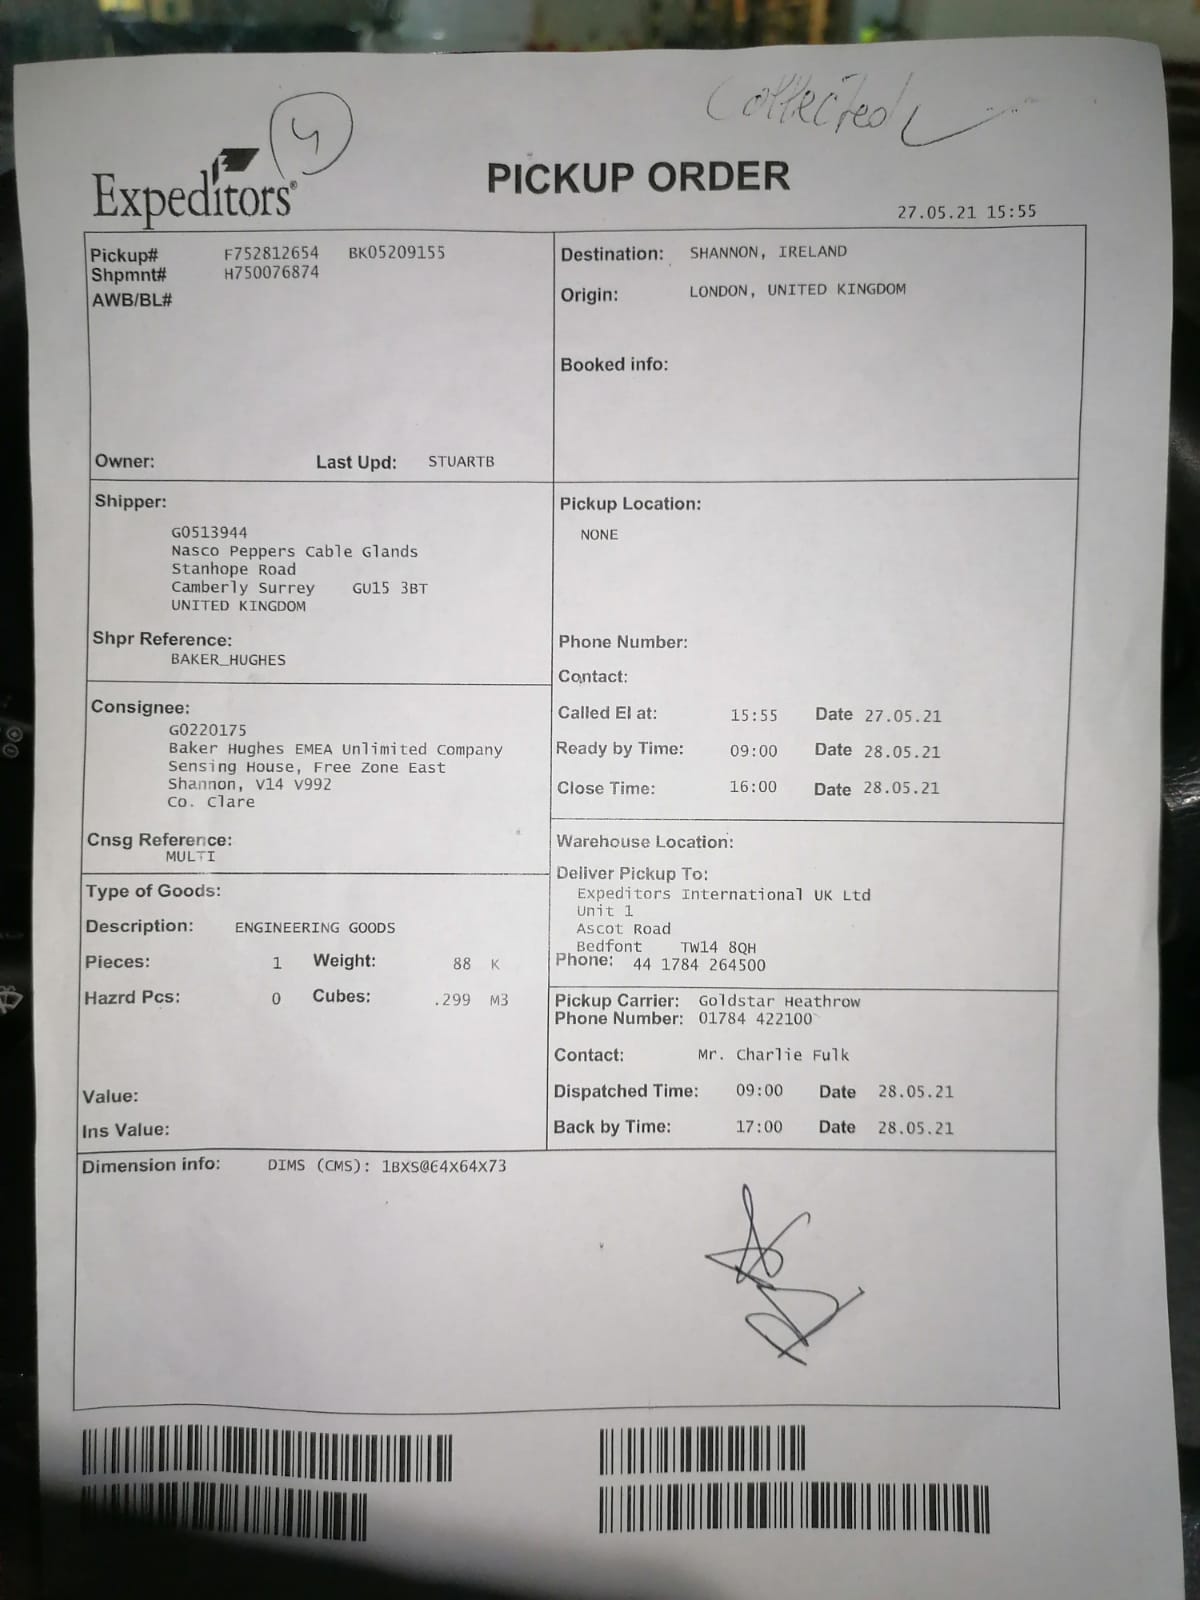 Collected
4
Expeditors®
PICKUP ORDER
27.05.21 15:55
Pickup# F752812654 BK05209155
Shpmnt# H750076874
AWB/BL#
Owner: Last Upd: STUARTB
Destination: SHANNON, IRELAND
Origin: LONDON, UNITED KINGDOM
Booked info:
Shipper:
G0513944
Nasco Peppers Cable Glands
Stanhope Road
Camberly Surrey GU15 3BT
UNITED KINGDOM
Shpr Reference:
BAKER_HUGHES
Consignee:
G0220175
Baker Hughes EMEA Unlimited Company
Sensing House, Free Zone East
Shannon, V14 V992
Co. Clare
Cnsg Reference:
MULTI
Type of Goods:
Description: ENGINEERING GOODS
Pieces: 1 Weight: 88 K
Hazrd Pcs: 0 Cubes: .299 M3
Value:
Ins Value:
Pickup Location:
NONE
Phone Number:
Contact:
Called EI at: 15:55 Date 27.05.21
Ready by Time: 09:00 Date 28.05.21
Close Time: 16:00 Date 28.05.21
Warehouse Location:
Deliver Pickup To:
Expeditors International UK Ltd
Unit 1
Ascot Road
Bedfont TW14 8QH
Phone: 44 1784 264500
Pickup Carrier: Goldstar Heathrow
Phone Number: 01784 422100
Contact: Mr. Charlie Fulk
Dispatched Time: 09:00 Date 28.05.21
Back by Time: 17:00 Date 28.05.21
Dimension info: DIMS (CMS): 1BXS@64X64X73